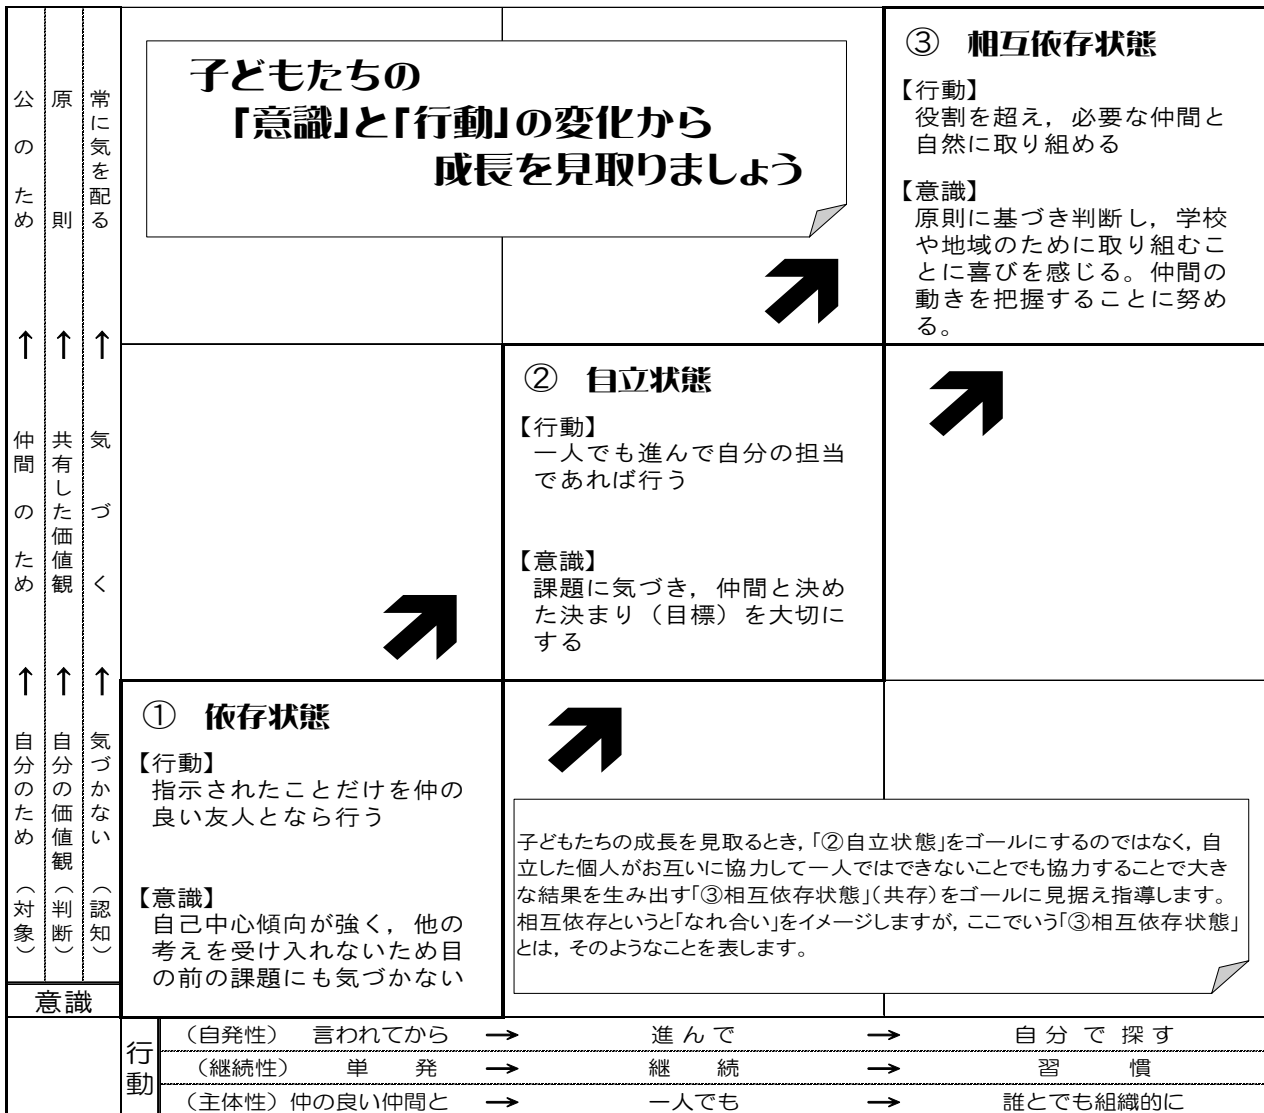 子どもたちの
「意識」と「行動」の変化から
成長を見取りましょう
③ 相互依存状態
【行動】
役割を超え，必要な仲間と
自然に取り組める
【意識】
原則に基づき判断し，学校
や地域のために取り組むこ
とに喜びを感じる。仲間の
動きを把握することに努め
る。
② 自立状態
【行動】
一人でも進んで自分の担当
であれば行う
【意識】
課題に気づき，仲間と決め
た決まり（目標）を大切に
する
① 依存状態
【行動】
指示されたことだけを仲の
良い友人となら行う
【意識】
自己中心傾向が強く，他の
考えを受け入れないため目
の前の課題にも気づかない
子どもたちの成長を見取るとき，「②自立状態」をゴールにするのではなく，自
立した個人がお互いに協力して一人ではできないことでも協力することで大き
な結果を生み出す「③相互依存状態」（共存）をゴールに見据え指導します。
相互依存というと「なれ合い」をイメージしますが，ここでいう「③相互依存状態」
とは，そのようなことを表します。
公のため ↑ 仲間のため ↑ 自分のため（対象）
原則 ↑ 共有した価値観 ↑ 自分の価値観（判断）
常に気を配る ↑ 気づく ↑ 気づかない（認知）
意識
行動
（自発性） 言われてから → 進んで → 自分で探す
（継続性） 単発 → 継続 → 習慣
（主体性） 仲の良い仲間と → 一人でも → 誰とでも組織的に